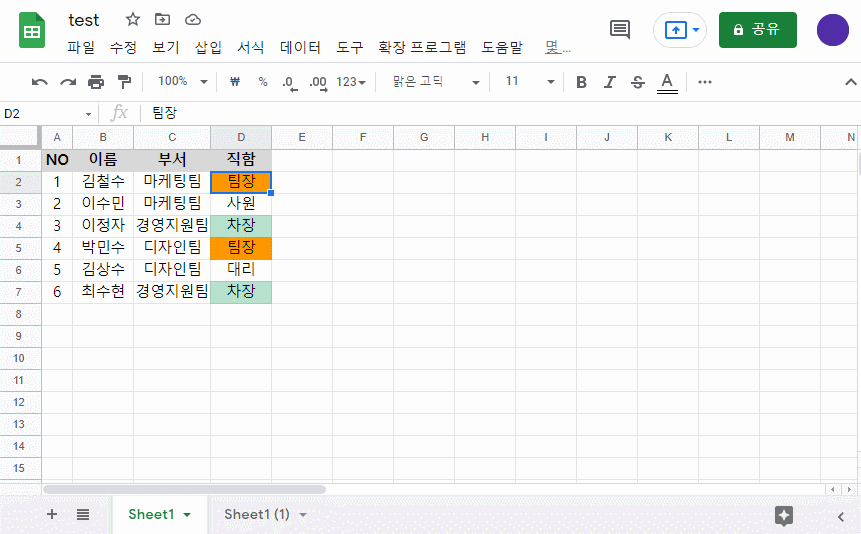 test
파일 수정 보기 삽입 서식 데이터 도구 확장 프로그램 도움말 몇...
공유
100% ₩ % .0 .00 123 맑은 고딕 11 B I S A
D2 fx 팀장
A B C D E F G H I J K L M N
1 NO 이름 부서 직함
2 1 김철수 마케팅팀 팀장
3 2 이수민 마케팅팀 사원
4 3 이정자 경영지원팀 차장
5 4 박민수 디자인팀 팀장
6 5 김상수 디자인팀 대리
7 6 최수현 경영지원팀 차장
8
9
10
11
12
13
14
15
Sheet1 Sheet1 (1)